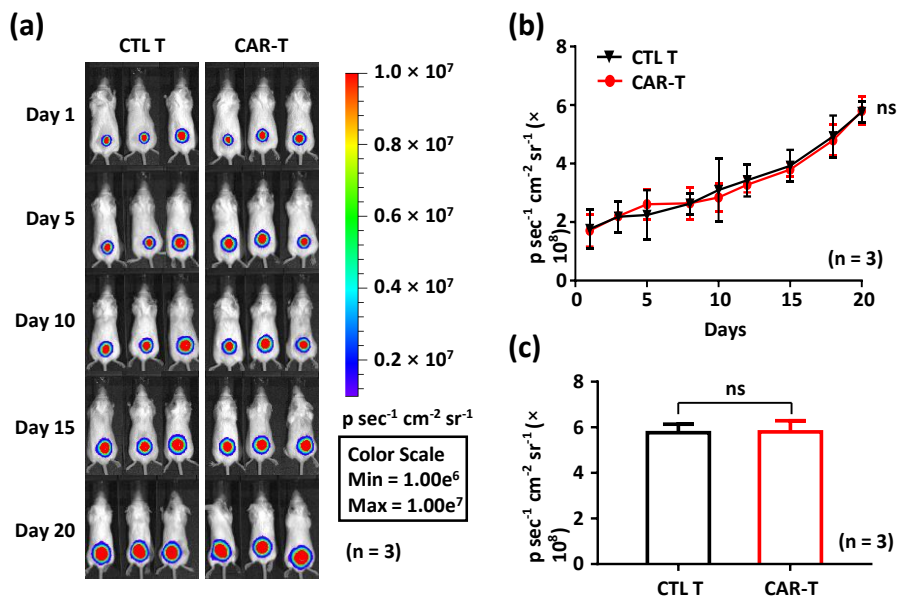 (a)
CTL T CAR-T
Day 1
Day 5
Day 10
Day 15
Day 20
1.0 × 10⁷
0.8 × 10⁷
0.6 × 10⁷
0.4 × 10⁷
0.2 × 10⁷
p sec⁻¹ cm⁻² sr⁻¹
Color Scale
Min = 1.00e⁶
Max = 1.00e⁷
(n = 3)
(b)
p sec⁻¹ cm⁻² sr⁻¹ (×
10⁸)
8
6
4
2
0
CTL T
CAR-T
ns
(n = 3)
0 5 10 15 20
Days
(c)
p sec⁻¹ cm⁻² sr⁻¹ (×
10⁸)
8
6
4
2
0
ns
(n = 3)
CTL T CAR-T